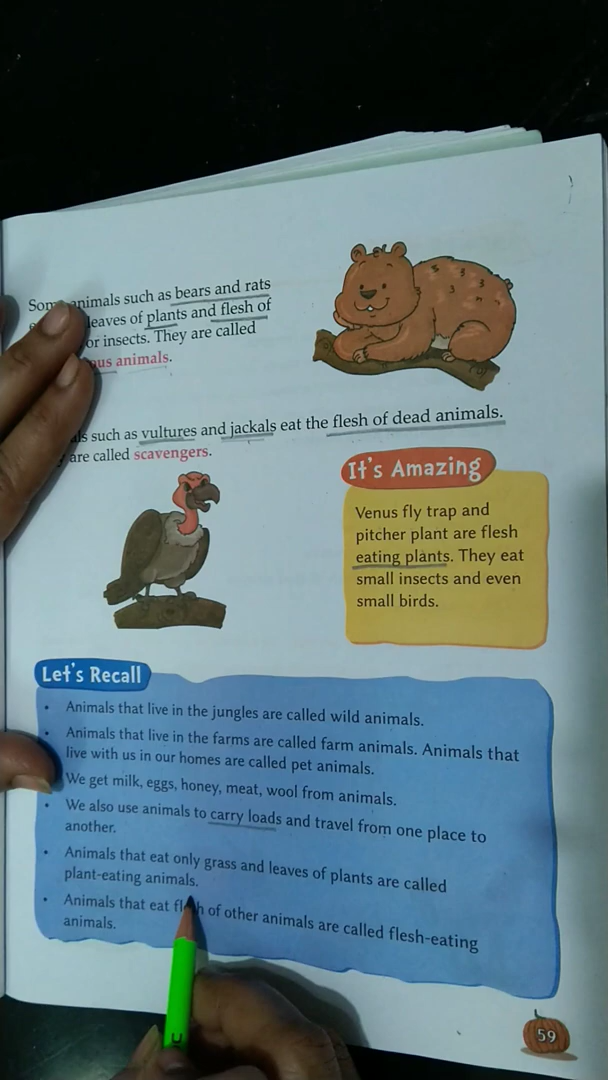 Some animals such as bears and rats
leaves of plants and flesh of
or insects. They are called
animals.
such as vultures and jackals eat the flesh of dead animals.
are called scavengers.
It's Amazing
Venus fly trap and
pitcher plant are flesh
eating plants. They eat
small insects and even
small birds.
Let's Recall
• Animals that live in the jungles are called wild animals.
• Animals that live in the farms are called farm animals. Animals that
live with us in our homes are called pet animals.
We get milk, eggs, honey, meat, wool from animals.
• We also use animals to carry loads and travel from one place to
another.
• Animals that eat only grass and leaves of plants are called
plant-eating animals.
• Animals that eat flesh of other animals are called flesh-eating
animals.
59